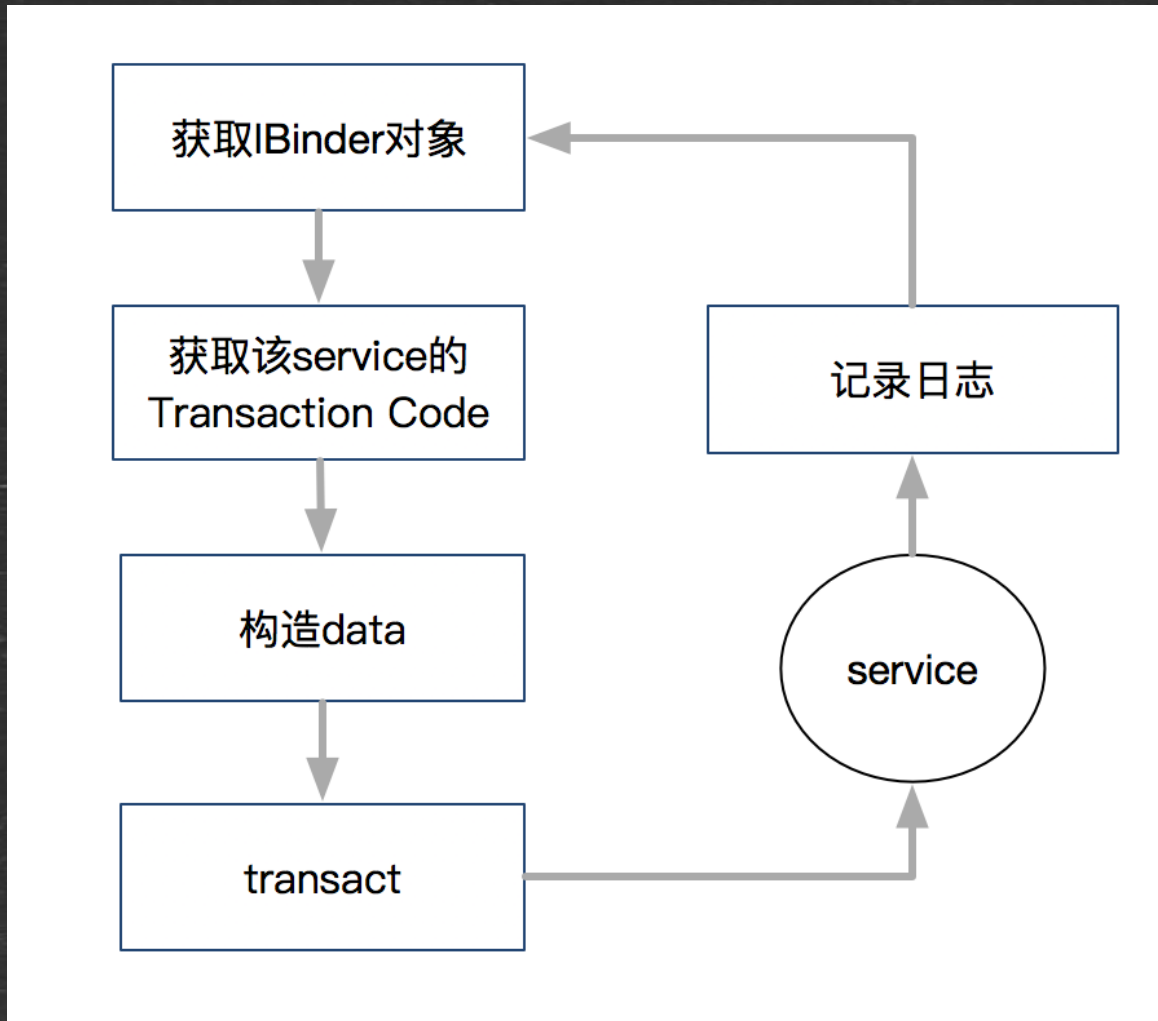 获取IBinder对象
获取该service的
Transaction Code
构造data
transact
记录日志
service